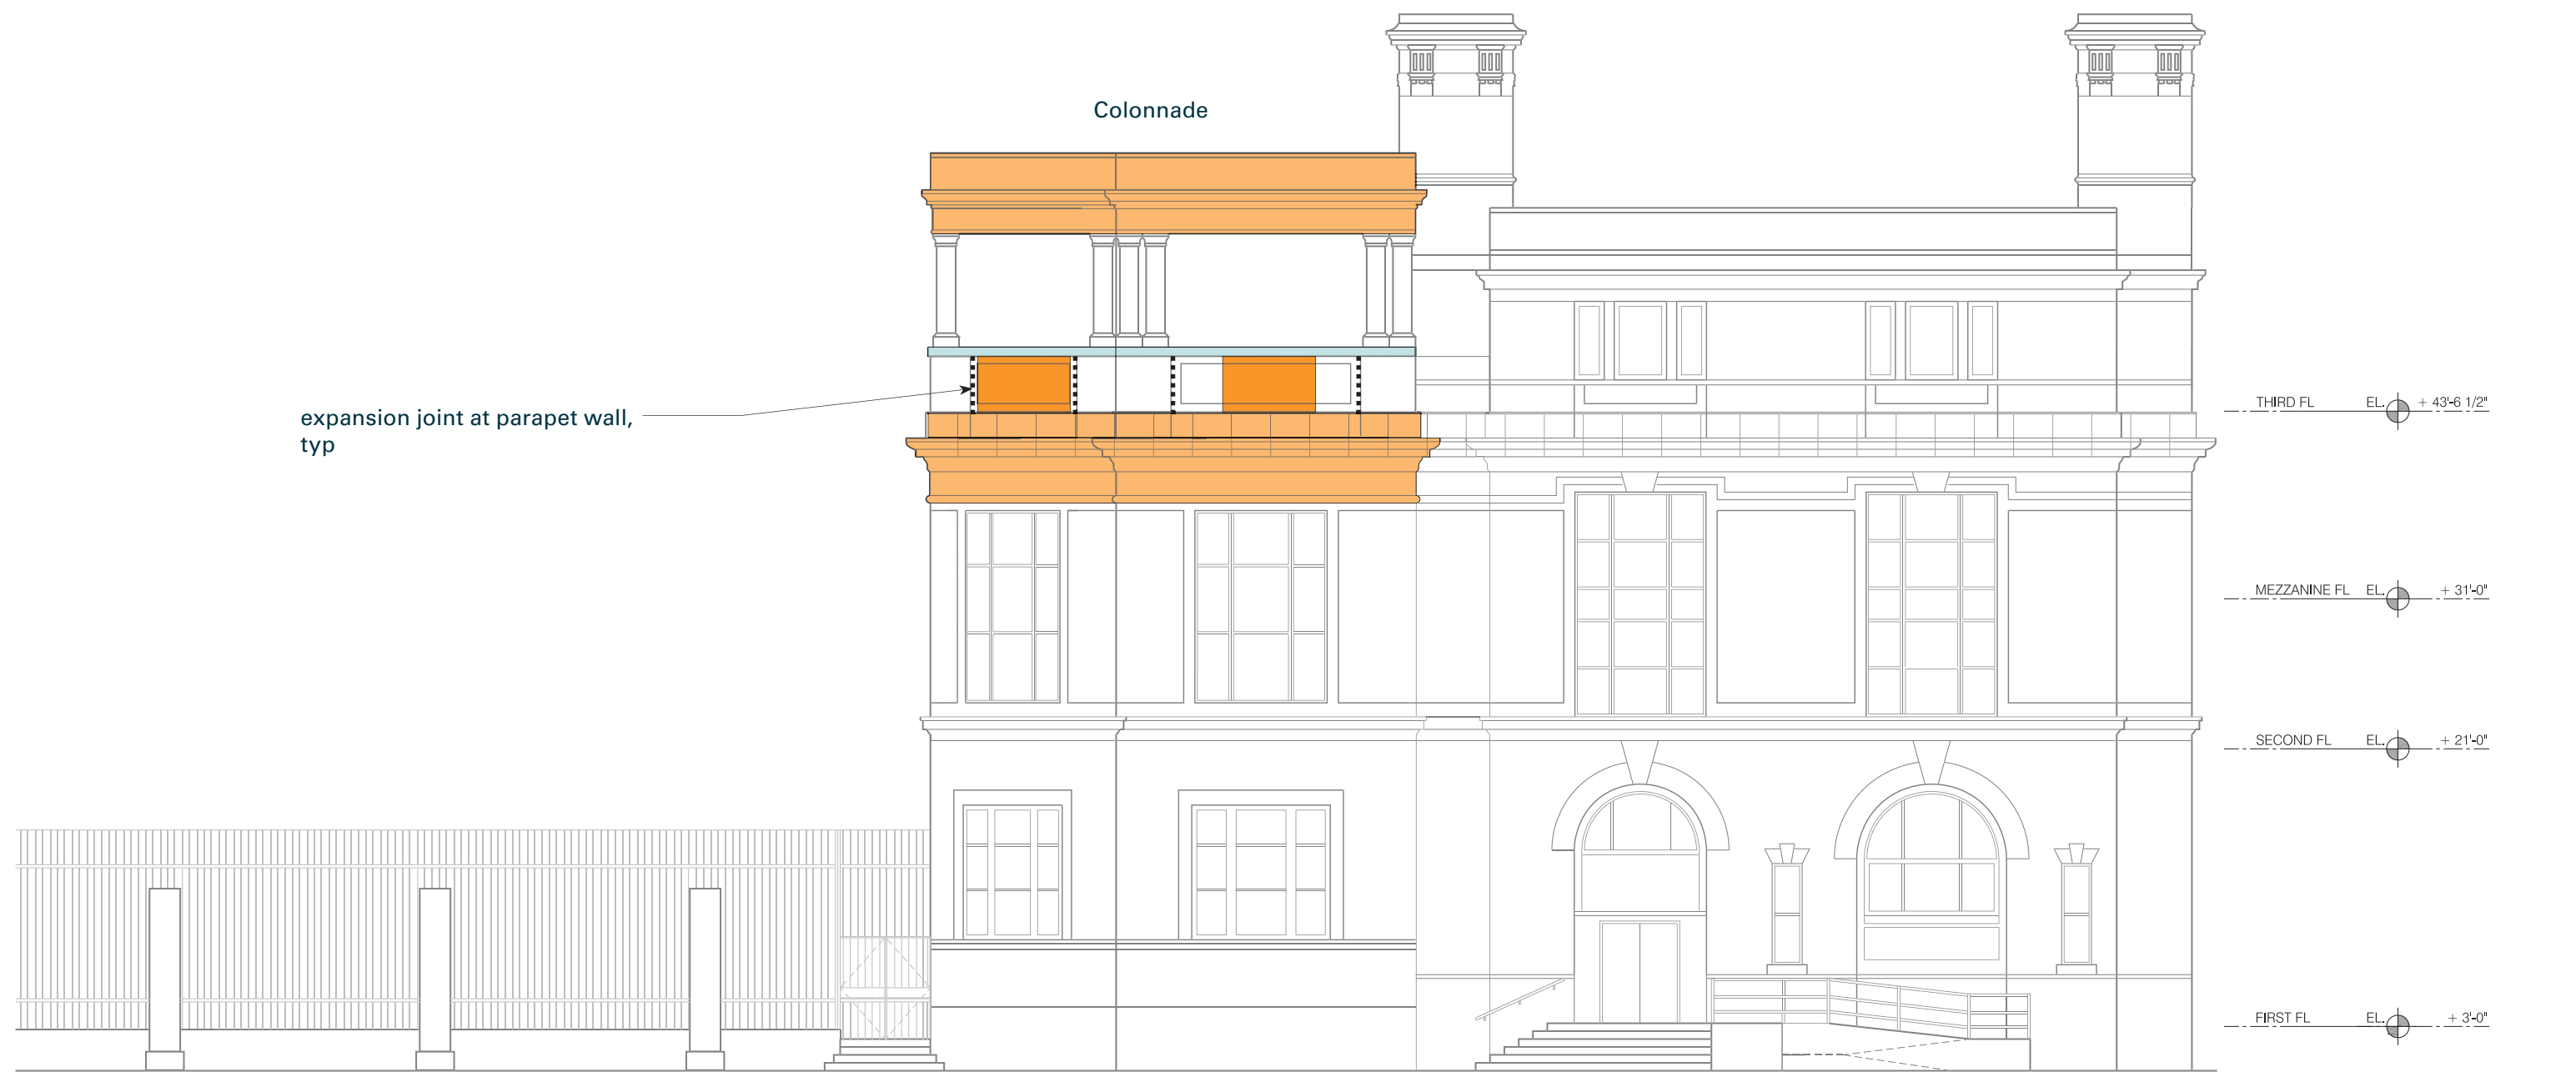 Colonnade
expansion joint at parapet wall,
typ
THIRD FL EL. + 43'-6 1/2"
MEZZANINE FL EL. + 31'-0"
SECOND FL EL. + 21'-0"
FIRST FL EL. + 3'-0"